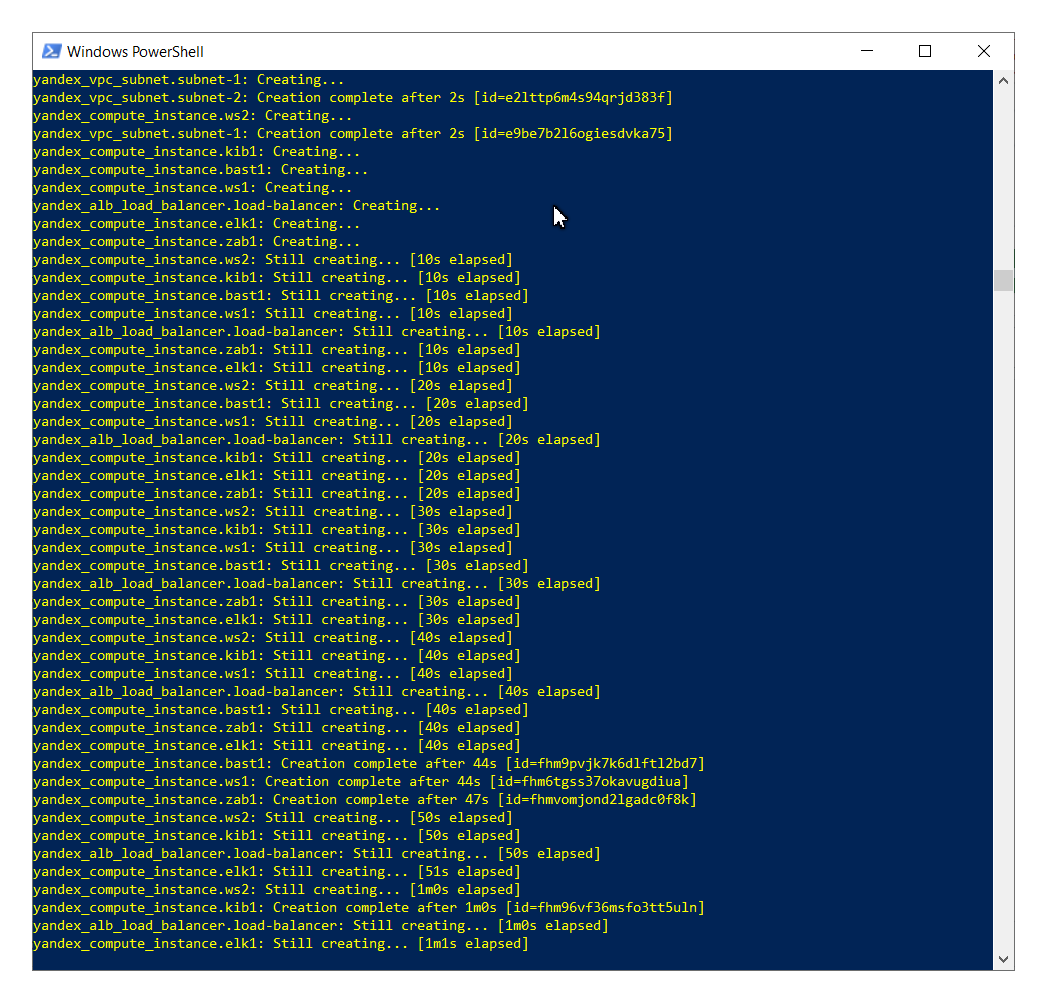 Windows PowerShell
yandex_vpc_subnet.subnet-1: Creating...
yandex_vpc_subnet.subnet-2: Creation complete after 2s [id=e2lttp6m4s94qrjd383f]
yandex_compute_instance.ws2: Creating...
yandex_vpc_subnet.subnet-1: Creation complete after 2s [id=e9be7b2l6ogiesdvka75]
yandex_compute_instance.kib1: Creating...
yandex_compute_instance.bast1: Creating...
yandex_compute_instance.ws1: Creating...
yandex_alb_load_balancer.load-balancer: Creating...
yandex_compute_instance.elk1: Creating...
yandex_compute_instance.zab1: Creating...
yandex_compute_instance.ws2: Still creating... [10s elapsed]
yandex_compute_instance.kib1: Still creating... [10s elapsed]
yandex_compute_instance.bast1: Still creating... [10s elapsed]
yandex_compute_instance.ws1: Still creating... [10s elapsed]
yandex_alb_load_balancer.load-balancer: Still creating... [10s elapsed]
yandex_compute_instance.zab1: Still creating... [10s elapsed]
yandex_compute_instance.elk1: Still creating... [10s elapsed]
yandex_compute_instance.ws2: Still creating... [20s elapsed]
yandex_compute_instance.bast1: Still creating... [20s elapsed]
yandex_compute_instance.ws1: Still creating... [20s elapsed]
yandex_alb_load_balancer.load-balancer: Still creating... [20s elapsed]
yandex_compute_instance.kib1: Still creating... [20s elapsed]
yandex_compute_instance.elk1: Still creating... [20s elapsed]
yandex_compute_instance.zab1: Still creating... [20s elapsed]
yandex_compute_instance.ws2: Still creating... [30s elapsed]
yandex_compute_instance.kib1: Still creating... [30s elapsed]
yandex_compute_instance.ws1: Still creating... [30s elapsed]
yandex_compute_instance.bast1: Still creating... [30s elapsed]
yandex_alb_load_balancer.load-balancer: Still creating... [30s elapsed]
yandex_compute_instance.zab1: Still creating... [30s elapsed]
yandex_compute_instance.elk1: Still creating... [30s elapsed]
yandex_compute_instance.ws2: Still creating... [40s elapsed]
yandex_compute_instance.kib1: Still creating... [40s elapsed]
yandex_compute_instance.ws1: Still creating... [40s elapsed]
yandex_alb_load_balancer.load-balancer: Still creating... [40s elapsed]
yandex_compute_instance.bast1: Still creating... [40s elapsed]
yandex_compute_instance.zab1: Still creating... [40s elapsed]
yandex_compute_instance.elk1: Still creating... [40s elapsed]
yandex_compute_instance.bast1: Creation complete after 44s [id=fhm9pvjk7k6dlftl2bd7]
yandex_compute_instance.ws1: Creation complete after 44s [id=fhm6tgss37okavugdiua]
yandex_compute_instance.zab1: Creation complete after 47s [id=fhmvomjond2lgadc0f8k]
yandex_compute_instance.ws2: Still creating... [50s elapsed]
yandex_compute_instance.kib1: Still creating... [50s elapsed]
yandex_alb_load_balancer.load-balancer: Still creating... [50s elapsed]
yandex_compute_instance.elk1: Still creating... [51s elapsed]
yandex_compute_instance.ws2: Still creating... [1m0s elapsed]
yandex_compute_instance.kib1: Creation complete after 1m0s [id=fhm96vf36msfo3tt5uln]
yandex_alb_load_balancer.load-balancer: Still creating... [1m0s elapsed]
yandex_compute_instance.elk1: Still creating... [1m1s elapsed]